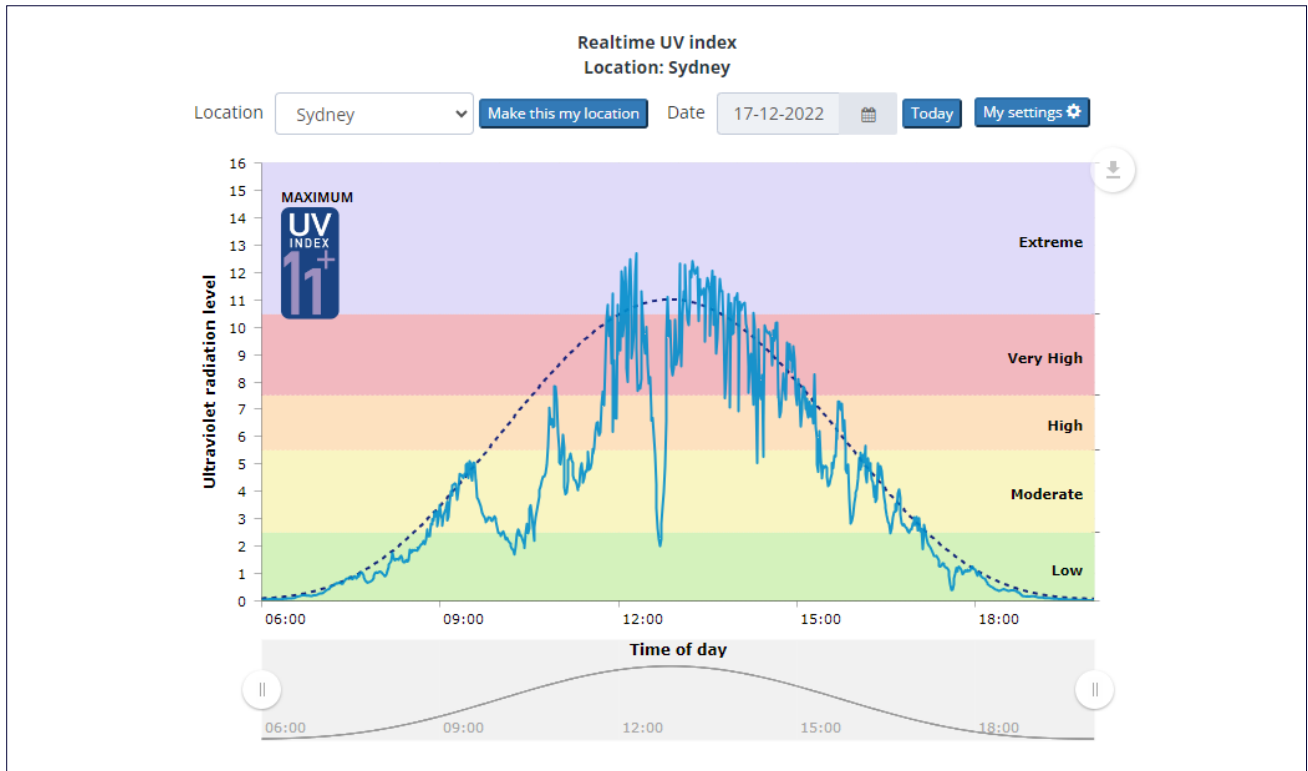 Realtime UV index
Location: Sydney
Location Sydney Make this my location Date 17-12-2022 Today My settings
16
15
14
13
12
11
10
9
8
7
6
5
4
3
2
1
0
Ultraviolet radiation level
MAXIMUM
UV
INDEX
11+
Extreme
Very High
High
Moderate
Low
06:00 09:00 12:00 15:00 18:00
Time of day
06:00 09:00 12:00 15:00 18:00